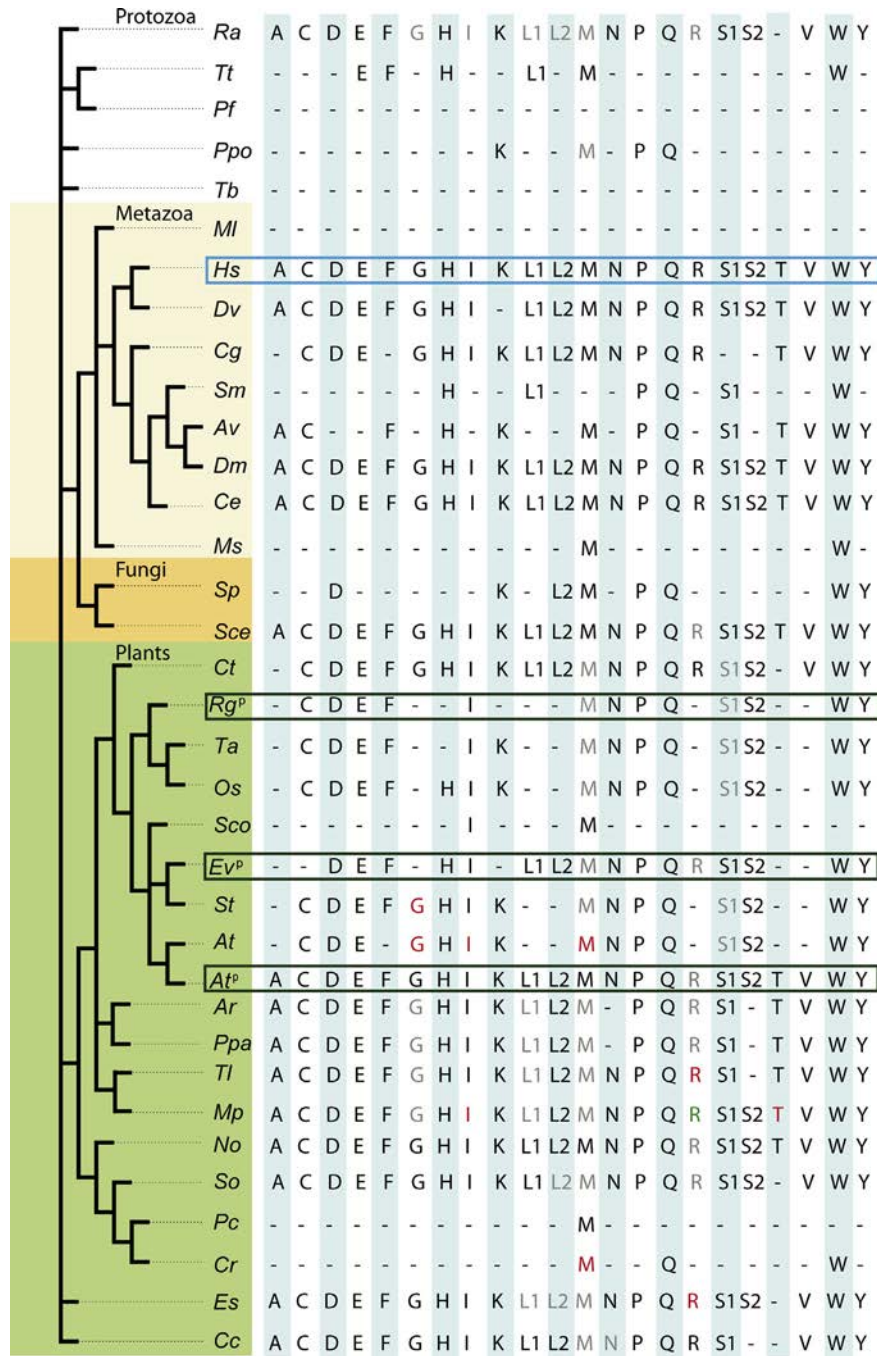 Protozoa
Ra A C D E F G H I K L1 L2 M N P Q R S1 S2 - V W Y
Tt - - - E F - H - - L1 - M - - - - - - - - W -
Pf - - - - - - - - - - - - - - - - - - - - - -
Ppo - - - - - - - - K - - M - P Q - - - - - - -
Tb - - - - - - - - - - - - - - - - - - - - - -
Metazoa
Ml - - - - - - - - - - - - - - - - - - - - - -
Hs A C D E F G H I K L1 L2 M N P Q R S1 S2 T V W Y
Dv A C D E F G H I - L1 L2 M N P Q R S1 S2 T V W Y
Cg - C D E - G H I K L1 L2 M N P Q R - - T V W Y
Sm - - - - - - H - - L1 - - - P Q - S1 - - - W -
Av A C - - F - H - K - - M - P Q - S1 - T V W Y
Dm A C D E F G H I K L1 L2 M N P Q R S1 S2 T V W Y
Ce A C D E F G H I K L1 L2 M N P Q R S1 S2 T V W Y
Ms - - - - - - - - - - - M - - - - - - - - W -
Fungi
Sp - - D - - - - - K - L2 M - P Q - - - - - W Y
Sce A C D E F G H I K L1 L2 M N P Q R S1 S2 T V W Y
Plants
Ct - C D E F G H I K L1 L2 M N P Q R S1 S2 - V W Y
Rgᵖ - C D E F - - I - - - M N P Q - S1 S2 - - W Y
Ta - C D E F - - I K - - M N P Q - S1 S2 - - W Y
Os - C D E F - H I K - - M N P Q - S1 S2 - - W Y
Sco - - - - - - - I - - - M - - - - - - - - - -
Evᵖ - - D E F - H I - L1 L2 M N P Q R S1 S2 - - W Y
St - C D E F G H I K - - M N P Q - S1 S2 - - W Y
At - C D E - G H I K - - M N P Q - S1 S2 - - W Y
Atᵖ A C D E F G H I K L1 L2 M N P Q R S1 S2 T V W Y
Ar A C D E F G H I K L1 L2 M - P Q R S1 - T V W Y
Ppa A C D E F G H I K L1 L2 M - P Q R S1 - T V W Y
Tl A C D E F G H I K L1 L2 M N P Q R S1 - T V W Y
Mp A C D E F G H I K L1 L2 M N P Q R S1 S2 T V W Y
No A C D E F G H I K L1 L2 M N P Q R S1 S2 T V W Y
So A C D E F G H I K L1 L2 M N P Q R S1 S2 - V W Y
Pc - - - - - - - - - - - M - - - - - - - - - -
Cr - - - - - - - - - - - M - - Q - - - - - W -
Es A C D E F G H I K L1 L2 M N P Q R S1 S2 - V W Y
Cc A C D E F G H I K L1 L2 M N P Q R S1 - - V W Y